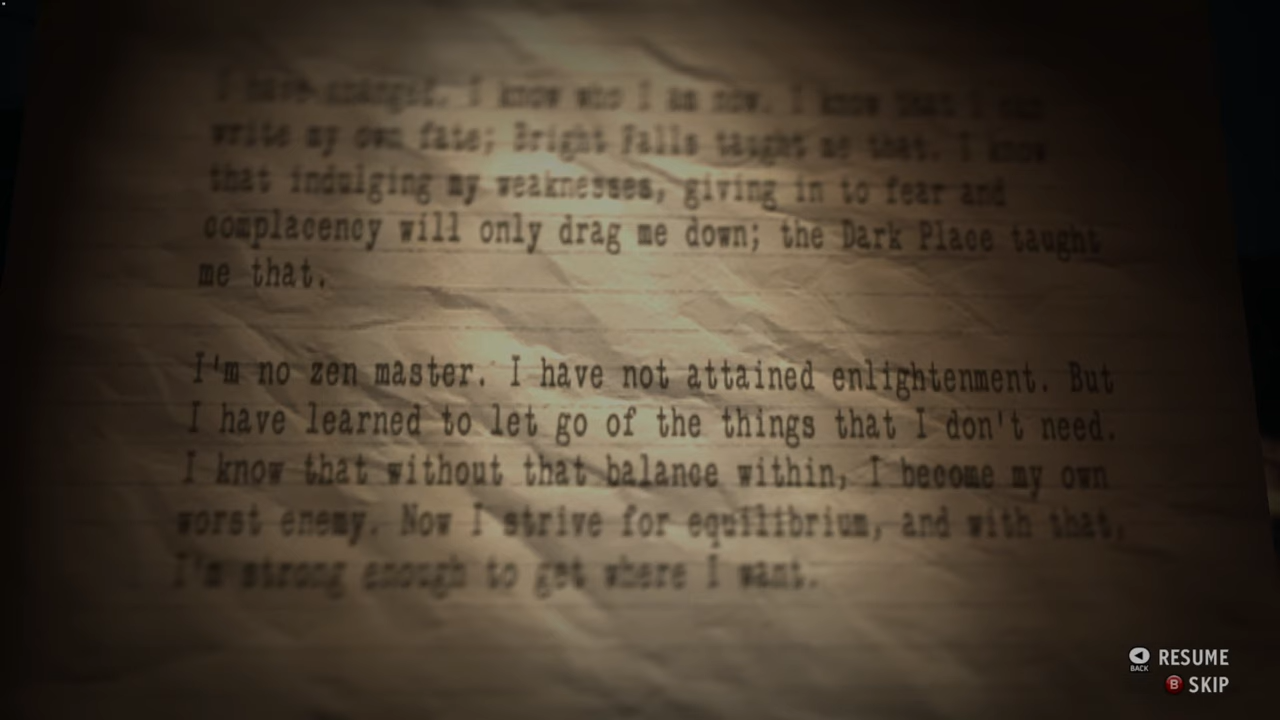 I have changed. I know who I am now. I know that I can
write my own fate; Bright Falls taught me that. I know
that indulging my weaknesses, giving in to fear and
complacency will only drag me down; the Dark Place taught
me that.
I'm no zen master. I have not attained enlightenment. But
I have learned to let go of the things that I don't need.
I know that without that balance within, I become my own
worst enemy. Now I strive for equilibrium, and with that,
I'm strong enough to get where I want.
BACK RESUME
B SKIP